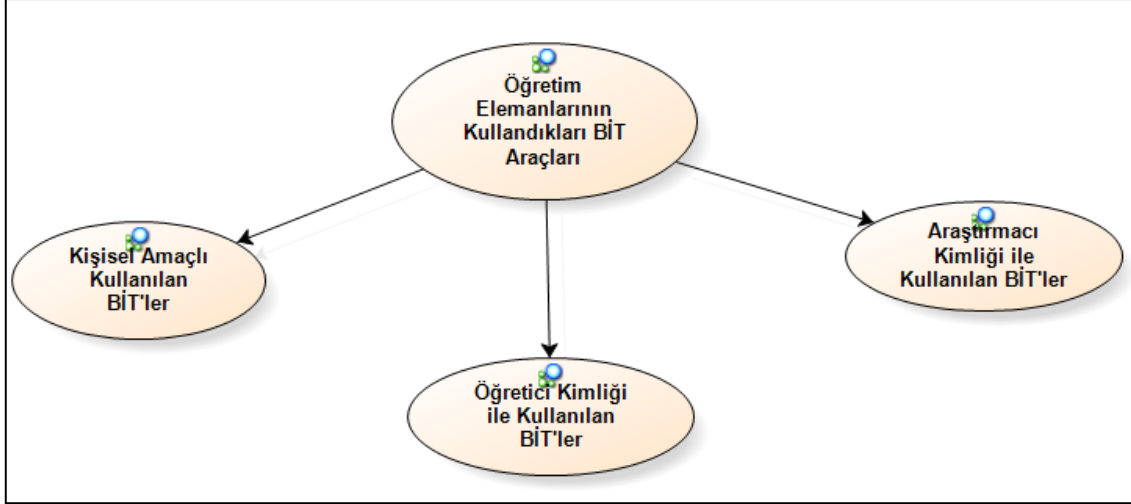 Öğretim
Elemanlarının
Kullandıkları BİT
Araçları
Kişisel Amaçlı
Kullanılan
BİT'ler
Araştırmacı
Kimliği ile
Kullanılan BİT'ler
Öğretici Kimliği
ile Kullanılan
BİT'ler